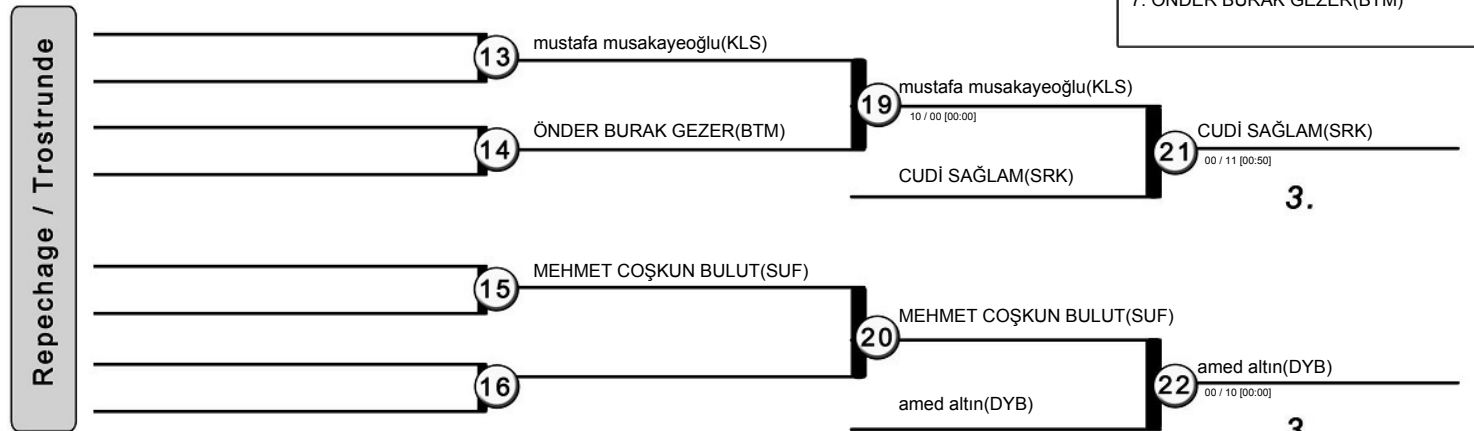 7. ÖNDER BURAK GEZER(BTM)
Repechage / Trostrunde
13
mustafa musakayeoğlu(KLS)
19
mustafa musakayeoğlu(KLS)
10 / 00 [00:00]
14
ÖNDER BURAK GEZER(BTM)
21
CUDİ SAĞLAM(SRK)
00 / 11 [00:50]
CUDİ SAĞLAM(SRK)
3.
15
MEHMET COŞKUN BULUT(SUF)
20
MEHMET COŞKUN BULUT(SUF)
16
22
amed altın(DYB)
00 / 10 [00:00]
amed altın(DYB)
3.